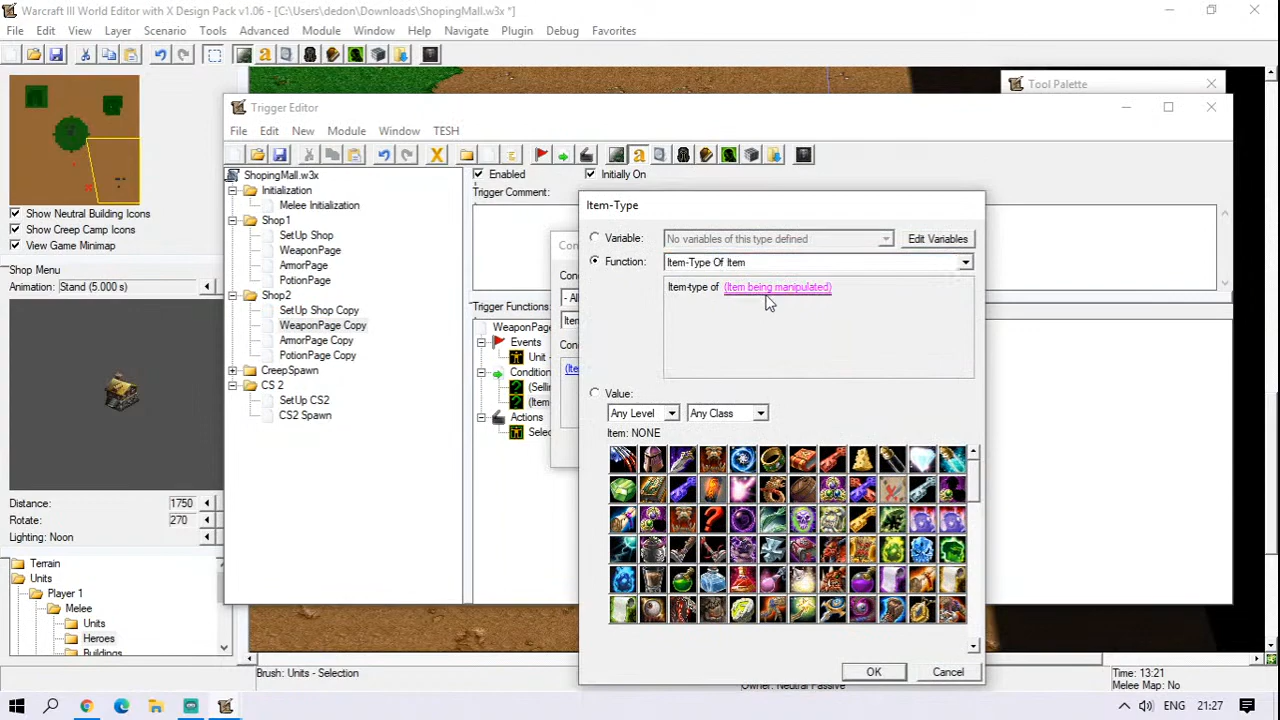 Warcraft III World Editor with X Design Pack v1.06 - [C:\Users\dedon\Downloads\ShopingMall.w3x *]
File Edit View Layer Scenario Tools Advanced Module Window Help Navigate Plugin Debug Favorites
Tool Palette
Trigger Editor
File Edit New Module Window TESH
Show Neutral Building Icons
Show Creep Camp Icons
View Game Minimap
Shop Menu
Animation: Stand (5.000 s)
Distance: 1750
Rotate: 270
Lighting: Noon
Terrain
Units
Player 1
Melee
Units
Heroes
Buildings
ShopingMall.w3x
Initialization
Melee Initialization
Shop1
SetUp Shop
WeaponPage
ArmorPage
PotionPage
Shop2
SetUp Shop Copy
WeaponPage Copy
ArmorPage Copy
PotionPage Copy
CreepSpawn
CS 2
SetUp CS2
CS2 Spawn
Enabled Initially On
Trigger Comment:
Trigger Functions:
WeaponPage
Events
Unit -
Condition
(Sellin
(Item
Actions
Selec
Item-Type
Variable: No variables of this type defined Edit Variables
Function: Item-Type Of Item
Item-type of (Item being manipulated)
Value:
Any Level Any Class
Item: NONE
OK Cancel
Brush: Units - Selection
Owner: Neutral Passive
Time: 13:21
Melee Map: No
ENG 21:27